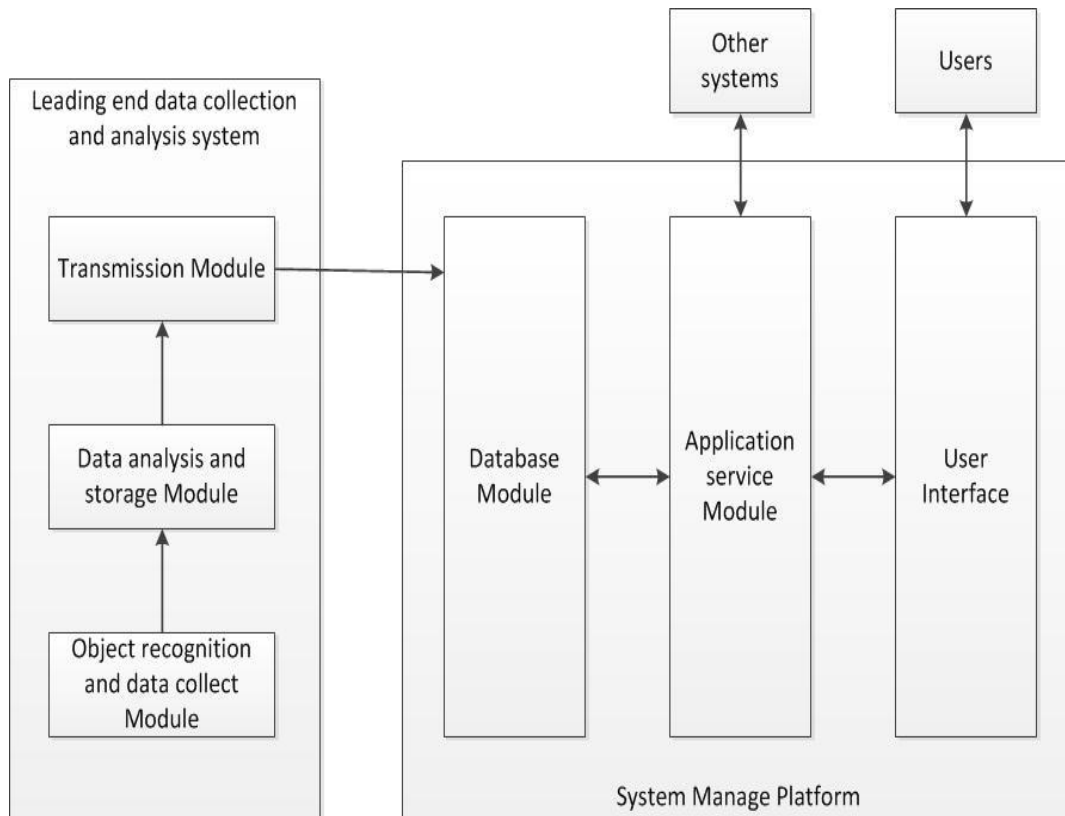 Other
systems
Users
Leading end data collection
and analysis system
Transmission Module
Data analysis and
storage Module
Object recognition
and data collect
Module
Database
Module
Application
service
Module
User
Interface
System Manage Platform